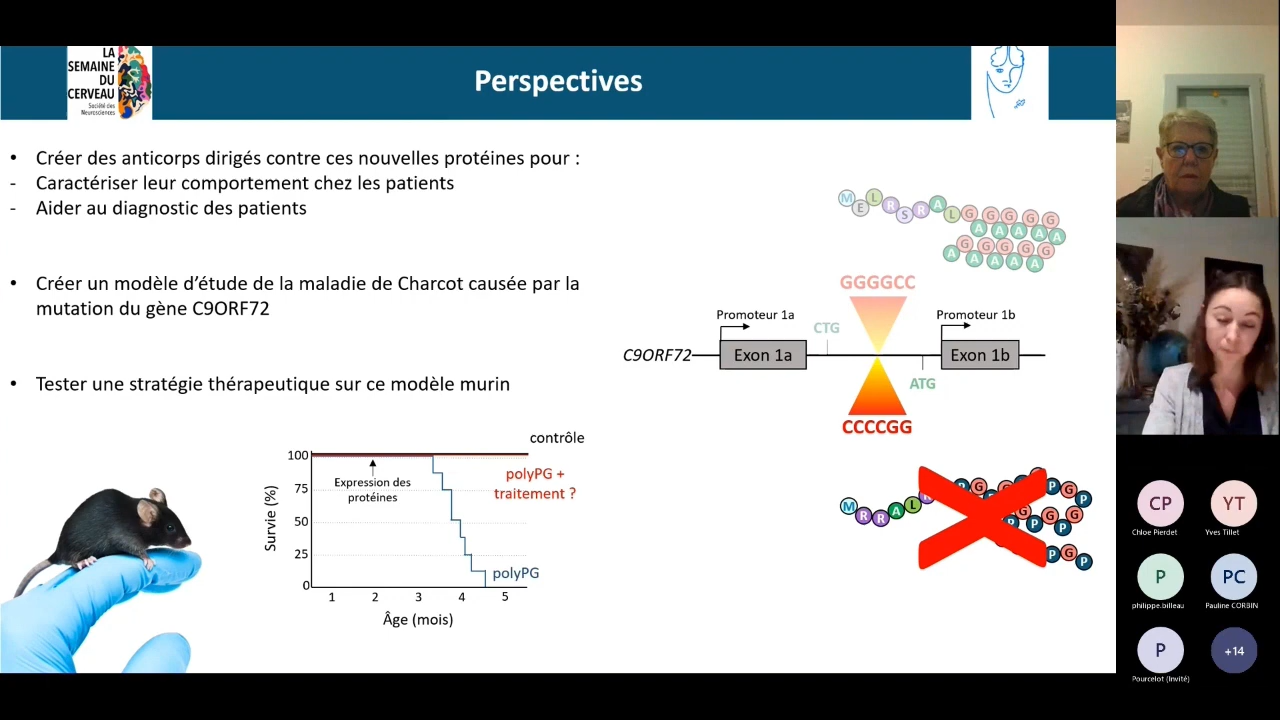 LA
SEMAINE
DU
CERVEAU
Société des
Neurosciences
Perspectives
• Créer des anticorps dirigés contre ces nouvelles protéines pour :
- Caractériser leur comportement chez les patients
- Aider au diagnostic des patients
• Créer un modèle d’étude de la maladie de Charcot causée par la
mutation du gène C9ORF72
• Tester une stratégie thérapeutique sur ce modèle murin
M E L R S R A L G G G G G G
A A A A A
G G G G G
A A A A A
GGGGCC
Promoteur 1a
CTG
Promoteur 1b
C9ORF72
Exon 1a
Exon 1b
ATG
CCCCGG
M R R A L R P G G P G P
G P P G G
P P
P G P
contrôle
100
75
50
25
0
Survie (%)
Expression des
protéines
polyPG +
traitement ?
polyPG
1 2 3 4 5
Âge (mois)
CP
Chloe Pierdet
YT
Yves Tillet
P
philippe.billeau
PC
Pauline CORBIN
P
Pourcelot (Invité)
+14